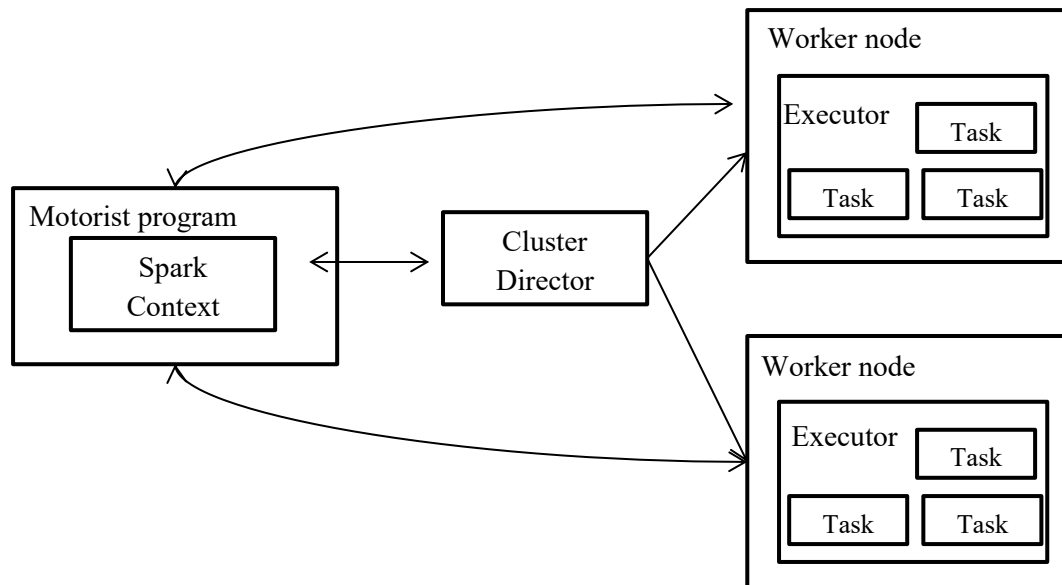 Motorist program
Spark
Context
Cluster
Director
Worker node
Executor
Task
Task
Task
Worker node
Executor
Task
Task
Task